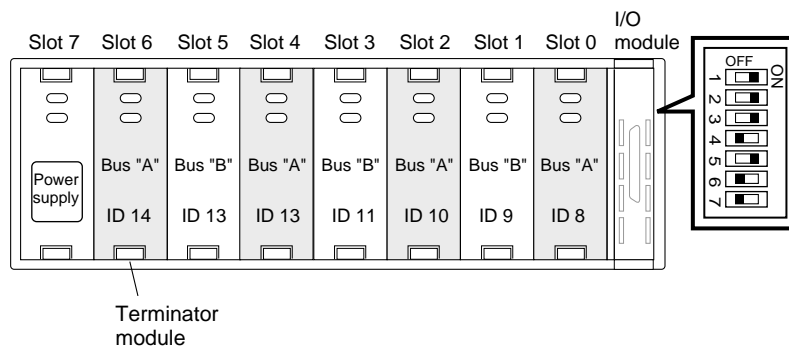 I/O
module
Slot 7 Slot 6 Slot 5 Slot 4 Slot 3 Slot 2 Slot 1 Slot 0
OFF
ON
1
2
3
4
5
6
7
Power
supply
Bus "A" Bus "B" Bus "A" Bus "B" Bus "A" Bus "B" Bus "A"
ID 14 ID 13 ID 13 ID 11 ID 10 ID 9 ID 8
Terminator
module